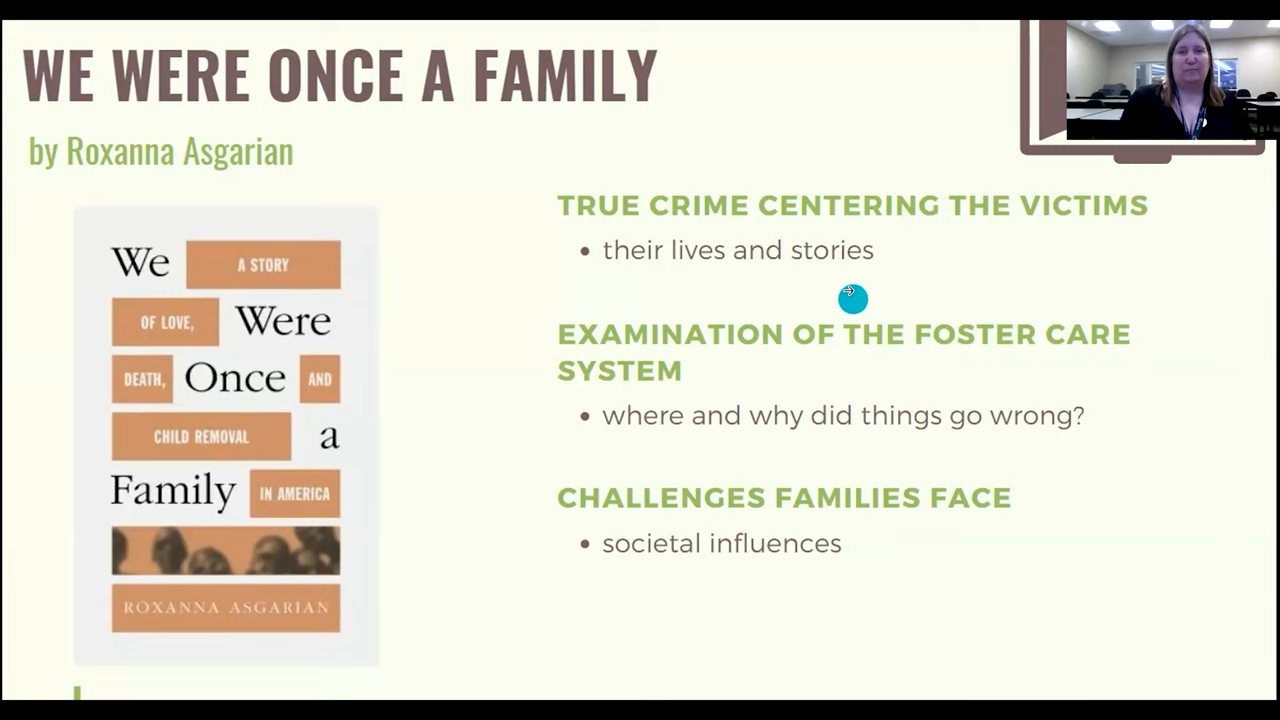 WE WERE ONCE A FAMILY
by Roxanna Asgarian
We A STORY
OF LOVE, Were
DEATH, Once AND
CHILD REMOVAL a
Family IN AMERICA
ROXANNA ASGARIAN
TRUE CRIME CENTERING THE VICTIMS
• their lives and stories
EXAMINATION OF THE FOSTER CARE
SYSTEM
• where and why did things go wrong?
CHALLENGES FAMILIES FACE
• societal influences